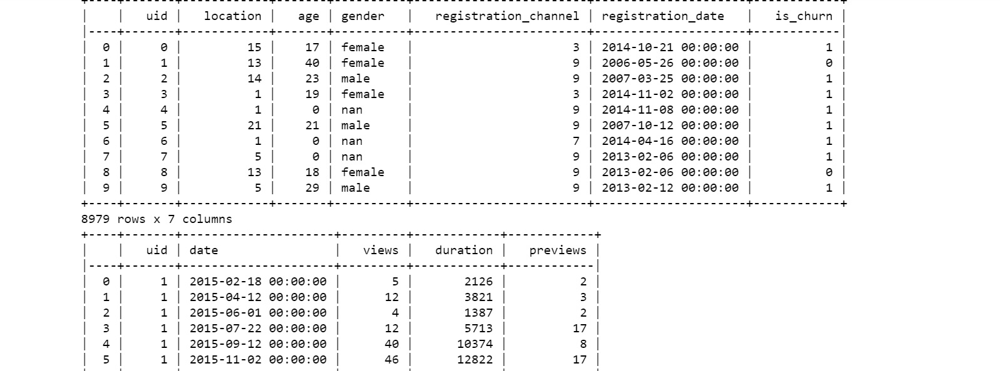 +----+-------+------------+-------+----------+------------------------+---------------------+------------+
|    |   uid |   location |   age | gender   |   registration_channel | registration_date   |   is_churn |
|----+-------+------------+-------+----------+------------------------+---------------------+------------|
|  0 |     0 |         15 |    17 | female   |                      3 | 2014-10-21 00:00:00 |          1 |
|  1 |     1 |         13 |    40 | female   |                      9 | 2006-05-26 00:00:00 |          0 |
|  2 |     2 |         14 |    23 | male     |                      9 | 2007-03-25 00:00:00 |          1 |
|  3 |     3 |          1 |    19 | female   |                      3 | 2014-11-02 00:00:00 |          1 |
|  4 |     4 |          1 |     0 | nan      |                      9 | 2014-11-08 00:00:00 |          1 |
|  5 |     5 |         21 |    21 | male     |                      9 | 2007-10-12 00:00:00 |          1 |
|  6 |     6 |          1 |     0 | nan      |                      7 | 2014-04-16 00:00:00 |          1 |
|  7 |     7 |          5 |     0 | nan      |                      9 | 2013-02-06 00:00:00 |          1 |
|  8 |     8 |         13 |    18 | female   |                      9 | 2013-02-06 00:00:00 |          0 |
|  9 |     9 |          5 |    29 | male     |                      9 | 2013-02-12 00:00:00 |          1 |
+----+-------+------------+-------+----------+------------------------+---------------------+------------+
8979 rows x 7 columns
+----+-------+---------------------+---------+------------+------------+
|    |   uid | date                |   views |   duration |   previews |
|----+-------+---------------------+---------+------------+------------|
|  0 |     1 | 2015-02-18 00:00:00 |       5 |       2126 |          2 |
|  1 |     1 | 2015-04-12 00:00:00 |      12 |       3821 |          3 |
|  2 |     1 | 2015-06-01 00:00:00 |       4 |       1387 |          2 |
|  3 |     1 | 2015-07-22 00:00:00 |      12 |       5713 |         17 |
|  4 |     1 | 2015-09-12 00:00:00 |      40 |      10374 |          8 |
|  5 |     1 | 2015-11-02 00:00:00 |      46 |      12822 |         17 |